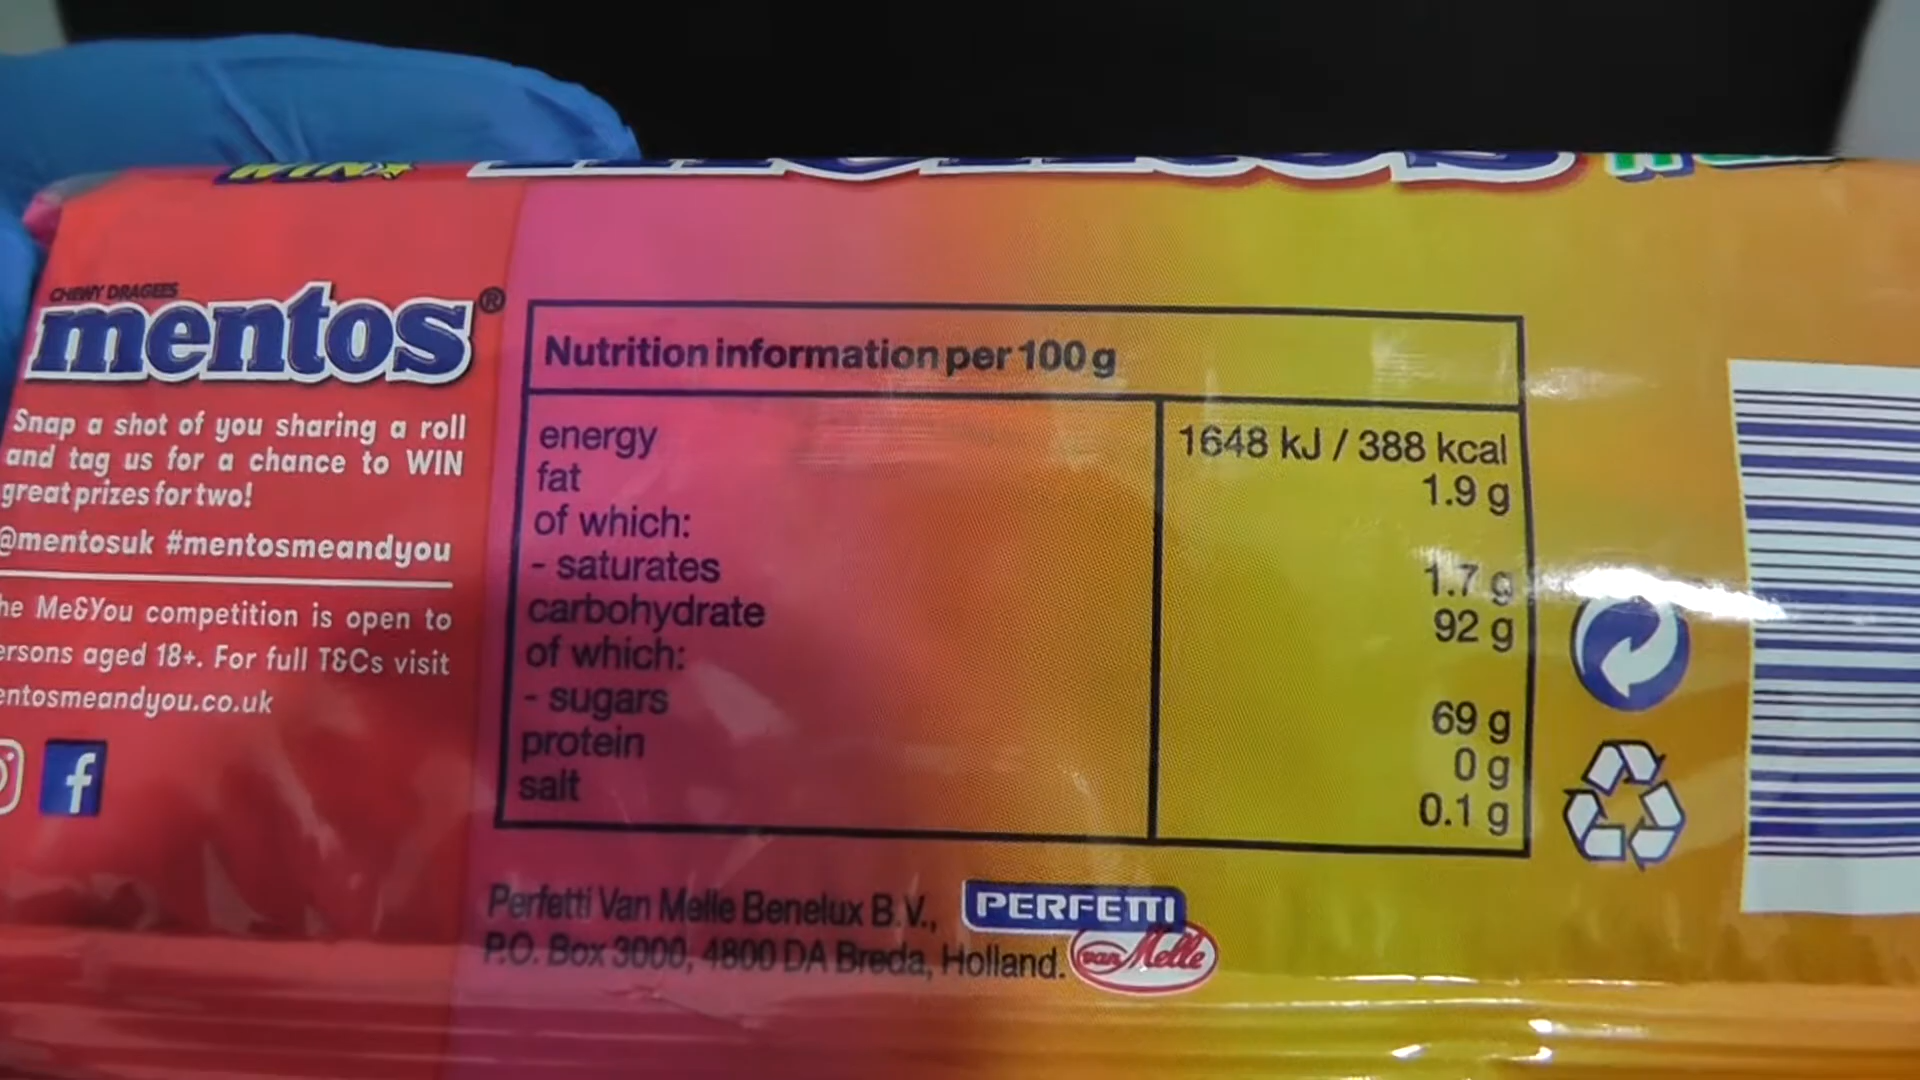 WIN
CHEWY DRAGEES
mentos®
Snap a shot of you sharing a roll
and tag us for a chance to WIN
great prizes for two!
@mentosuk #mentosmeandyou
he Me&You competition is open to
ersons aged 18+. For full T&Cs visit
entosmeandyou.co.uk
Nutrition information per 100 g
energy 1648 kJ / 388 kcal
fat 1.9 g
of which:
- saturates 1.7 g
carbohydrate 92 g
of which:
- sugars 69 g
protein 0 g
salt 0.1 g
Perfetti Van Melle Benelux B.V.,
P.O. Box 3000, 4800 DA Breda, Holland.
PERFETTI
van Melle